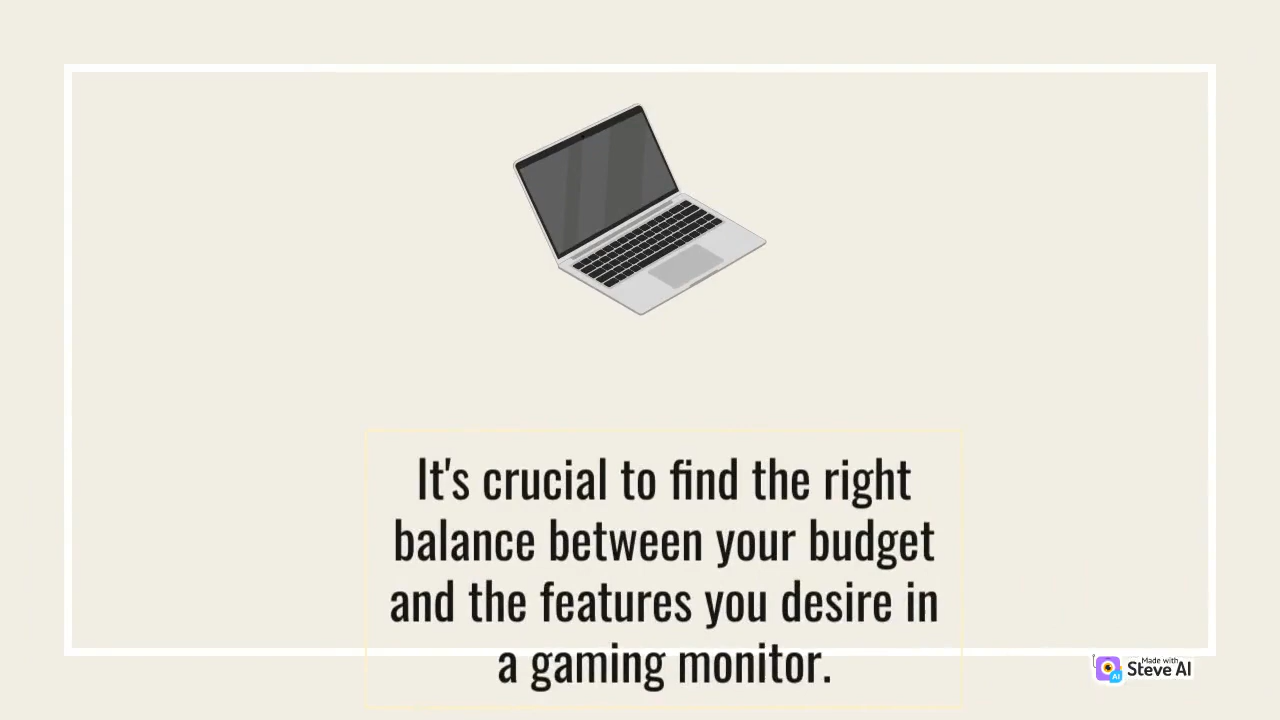 It's crucial to find the right
balance between your budget
and the features you desire in
a gaming monitor.
Made with
Steve AI
AI